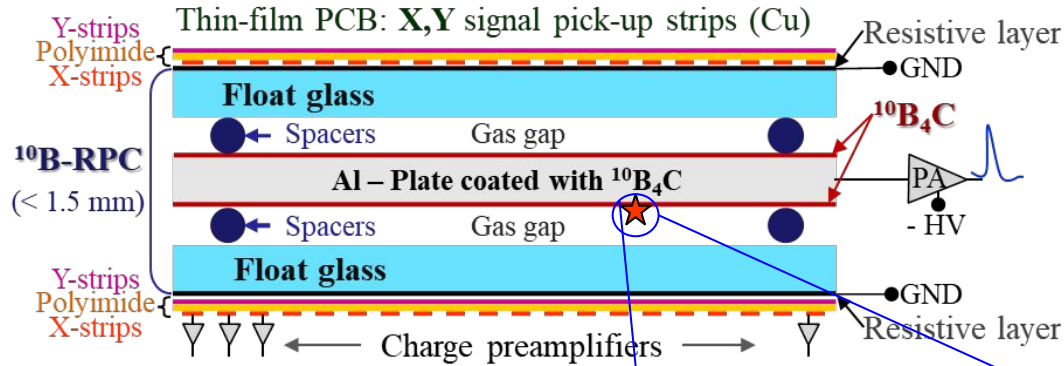 Thin-film PCB: X,Y signal pick-up strips (Cu)
Y-strips
Polyimide
X-strips
Resistive layer
GND
Float glass
Spacers
Gas gap
¹⁰B₄C
¹⁰B-RPC
(< 1.5 mm)
Al – Plate coated with ¹⁰B₄C
PA
- HV
Spacers
Gas gap
Float glass
Y-strips
Polyimide
X-strips
GND
Resistive layer
Charge preamplifiers